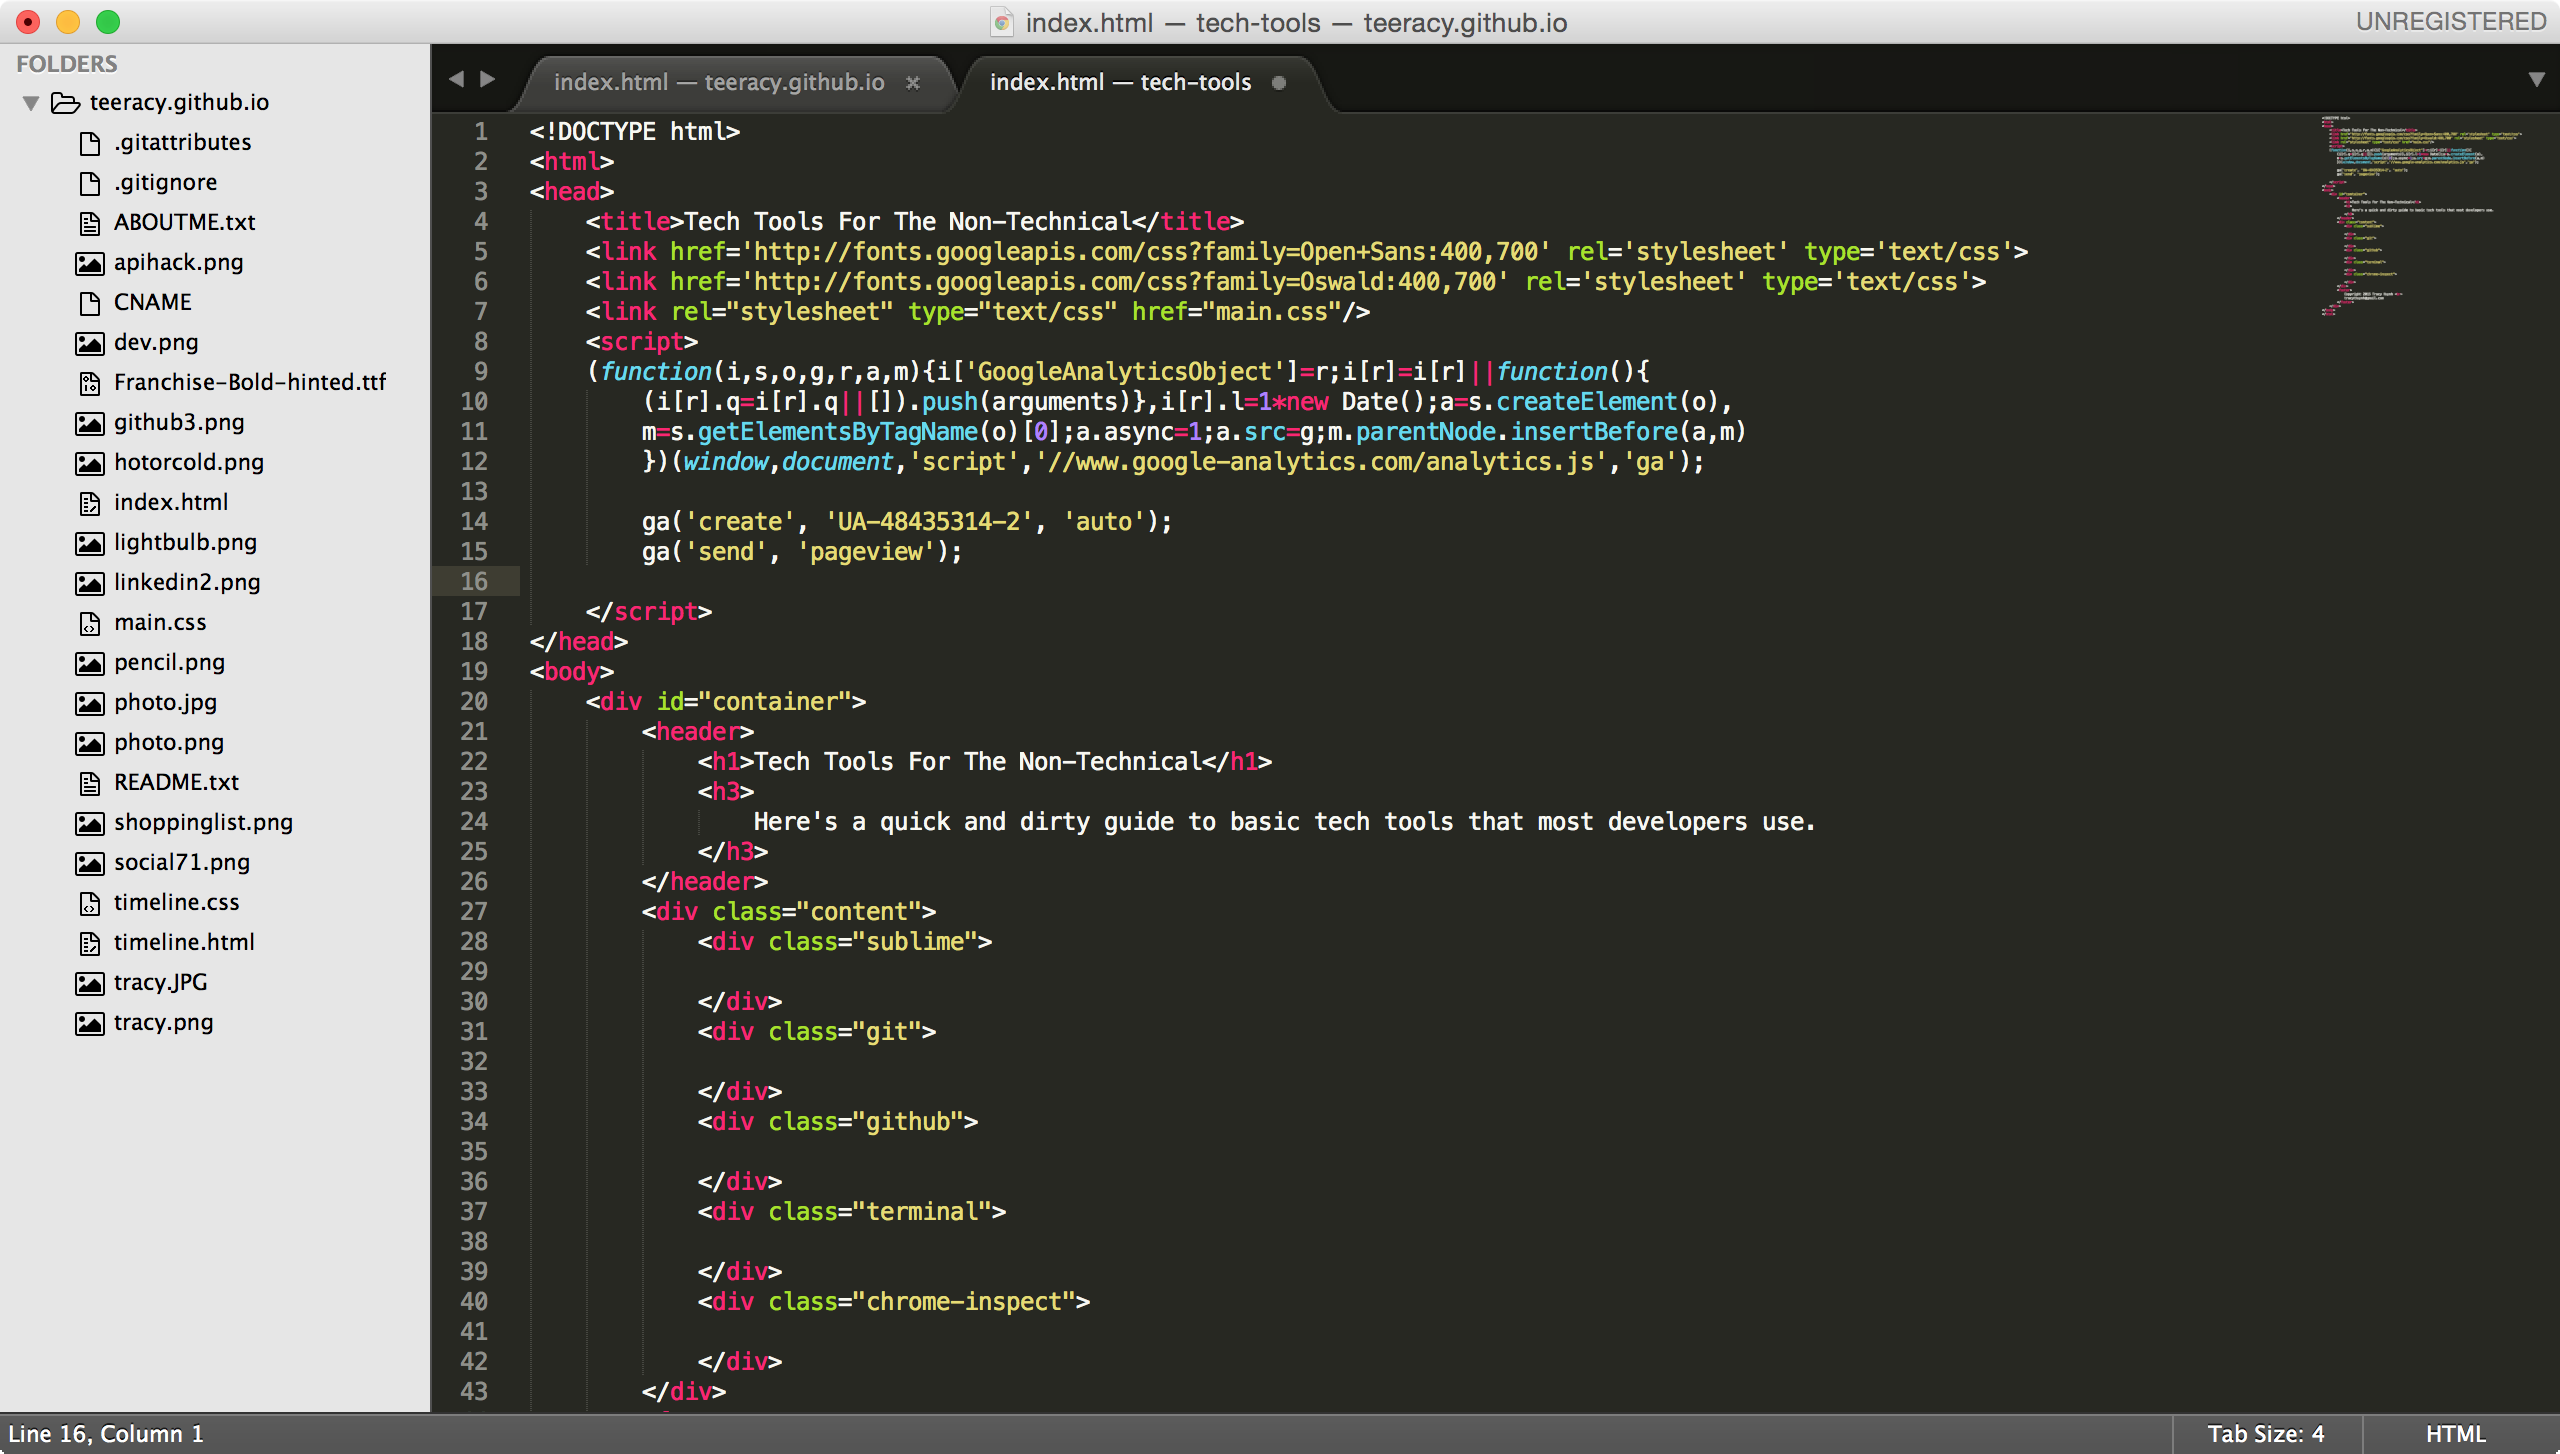 index.html — tech-tools — teeracy.github.io
UNREGISTERED
FOLDERS
teeracy.github.io
.gitattributes
.gitignore
ABOUTME.txt
apihack.png
CNAME
dev.png
Franchise-Bold-hinted.ttf
github3.png
hotorcold.png
index.html
lightbulb.png
linkedin2.png
main.css
pencil.png
photo.jpg
photo.png
README.txt
shoppinglist.png
social71.png
timeline.css
timeline.html
tracy.JPG
tracy.png
index.html — teeracy.github.io
index.html — tech-tools
1 <!DOCTYPE html>
2 <html>
3 <head>
4 <title>Tech Tools For The Non-Technical</title>
5 <link href='http://fonts.googleapis.com/css?family=Open+Sans:400,700' rel='stylesheet' type='text/css'>
6 <link href='http://fonts.googleapis.com/css?family=Oswald:400,700' rel='stylesheet' type='text/css'>
7 <link rel="stylesheet" type="text/css" href="main.css"/>
8 <script>
9 (function(i,s,o,g,r,a,m){i['GoogleAnalyticsObject']=r;i[r]=i[r]||function(){
10 (i[r].q=i[r].q||[]).push(arguments)},i[r].l=1*new Date();a=s.createElement(o),
11 m=s.getElementsByTagName(o)[0];a.async=1;a.src=g;m.parentNode.insertBefore(a,m)
12 })(window,document,'script','//www.google-analytics.com/analytics.js','ga');
13
14 ga('create', 'UA-48435314-2', 'auto');
15 ga('send', 'pageview');
16
17 </script>
18 </head>
19 <body>
20 <div id="container">
21 <header>
22 <h1>Tech Tools For The Non-Technical</h1>
23 <h3>
24 Here's a quick and dirty guide to basic tech tools that most developers use.
25 </h3>
26 </header>
27 <div class="content">
28 <div class="sublime">
29
30 </div>
31 <div class="git">
32
33 </div>
34 <div class="github">
35
36 </div>
37 <div class="terminal">
38
39 </div>
40 <div class="chrome-inspect">
41
42 </div>
43 </div>
Line 16, Column 1
Tab Size: 4
HTML